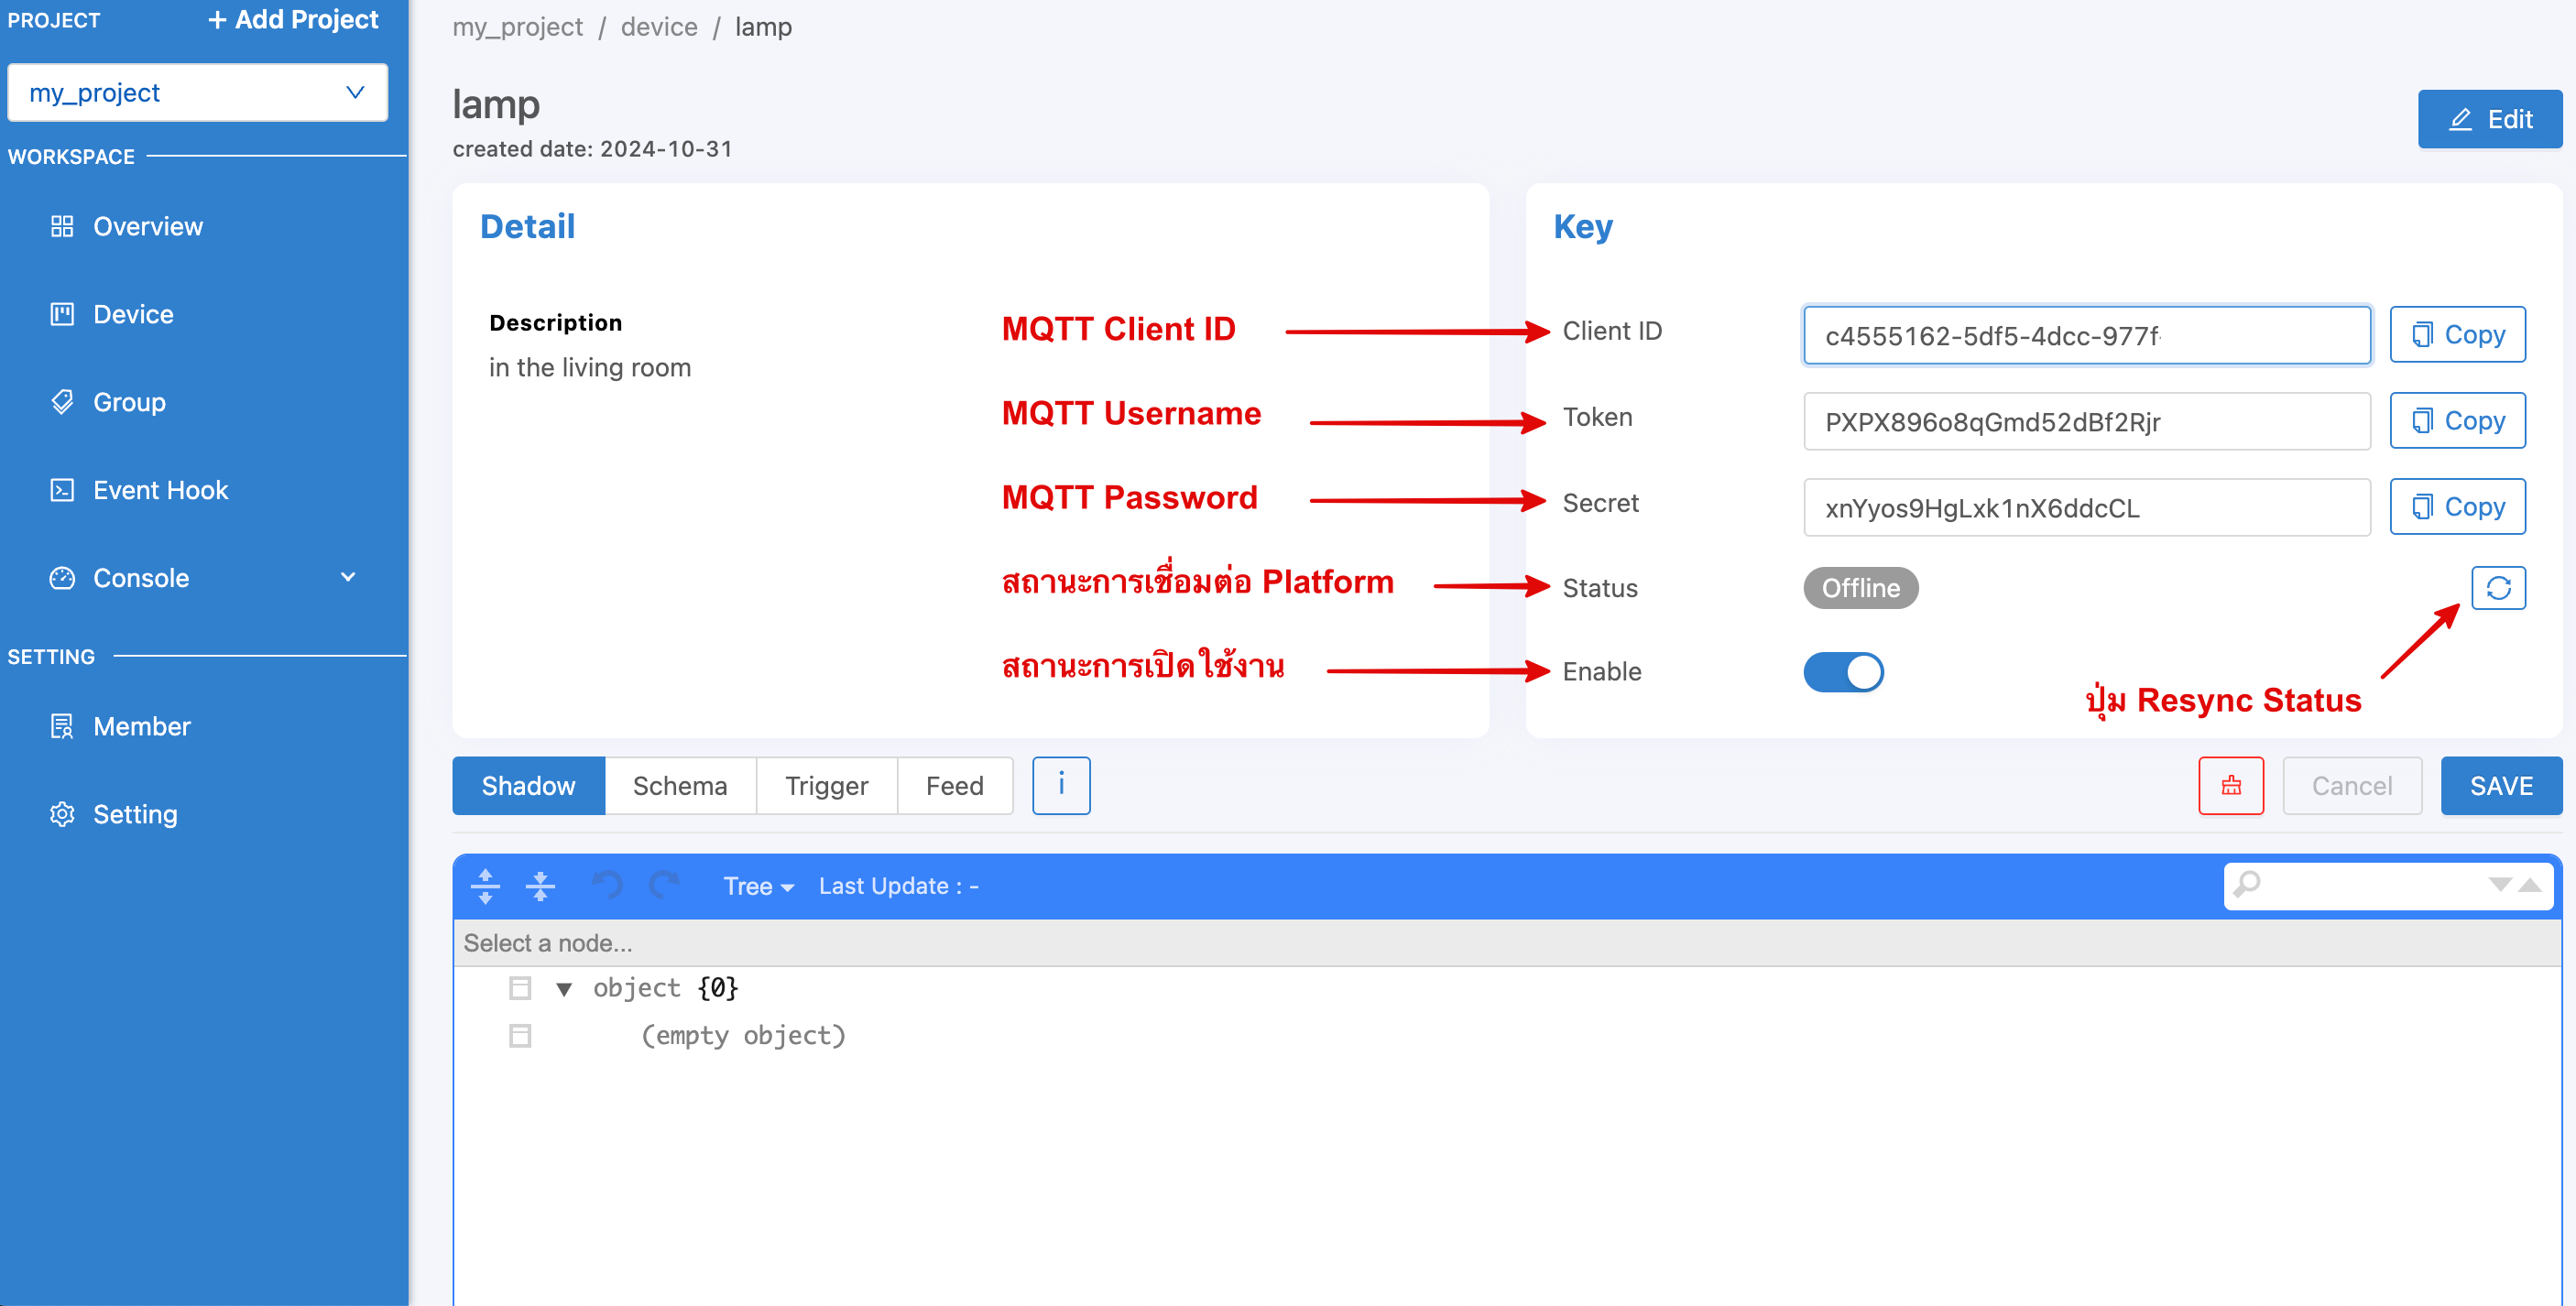 PROJECT
+ Add Project
my_project
WORKSPACE
Overview
Device
Group
Event Hook
Console
SETTING
Member
Setting
my_project / device / lamp
lamp
created date: 2024-10-31
Edit
Detail
Description
in the living room
Key
MQTT Client ID
Client ID
c4555162-5df5-4dcc-977f-
Copy
MQTT Username
Token
PXPX896o8qGmd52dBf2Rjr
Copy
MQTT Password
Secret
xnYyos9HgLxk1nX6ddcCL
Copy
สถานะการเชื่อมต่อ Platform
Status
Offline
สถานะการเปิดใช้งาน
Enable
ปุ่ม Resync Status
Shadow
Schema
Trigger
Feed
i
Cancel
SAVE
Tree
Last Update : -
Select a node...
object {0}
(empty object)